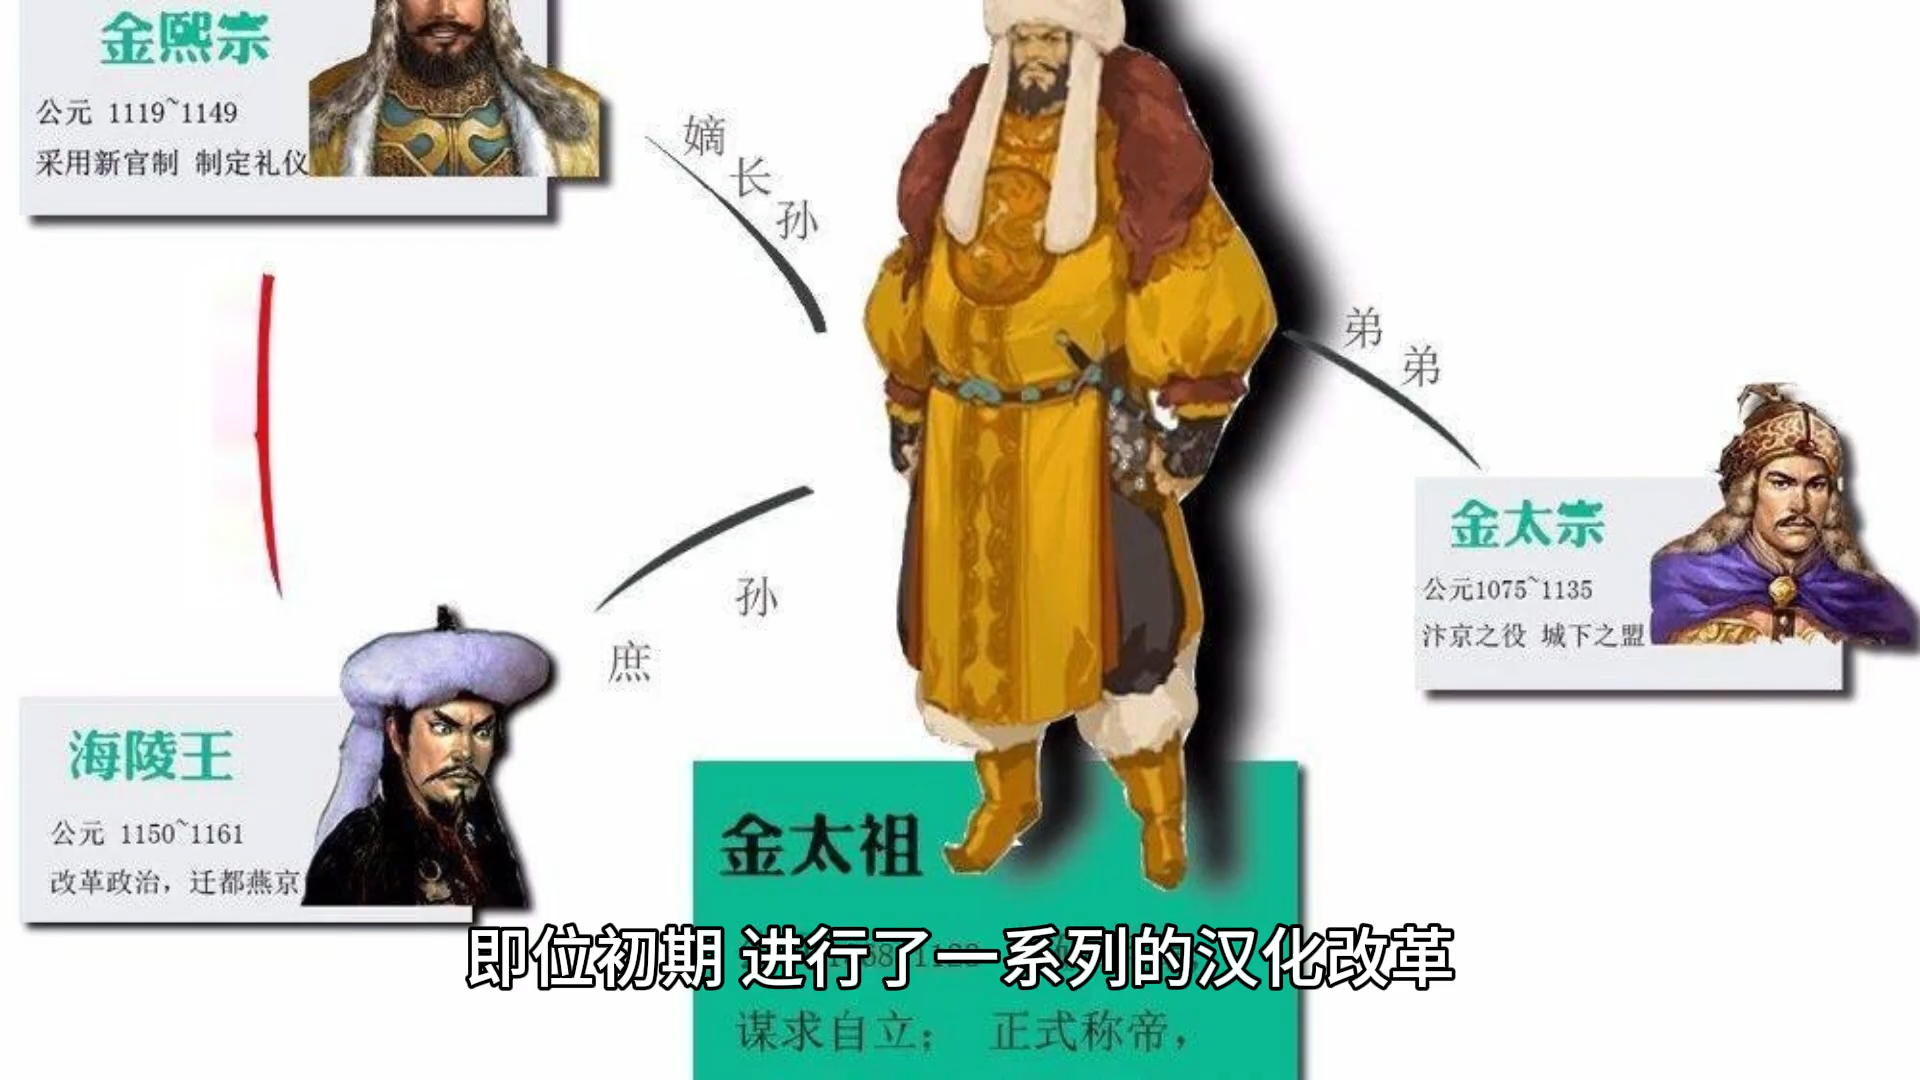 金熙宗
公元 1119~1149
采用新官制 制定礼仪
嫡长孙
弟弟
金太宗
公元1075~1135
汴京之役 城下之盟
庶孙
海陵王
公元 1150~1161
改革政治，迁都燕京
金太祖
即位初期 进行了一系列的汉化改革
谋求自立； 正式称帝，